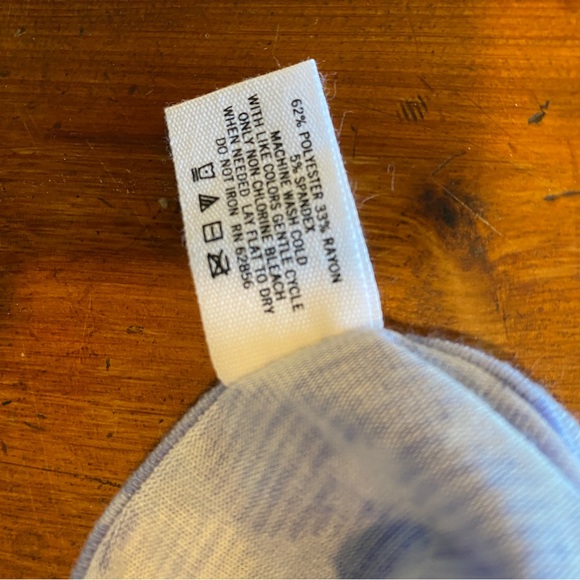 62% POLYESTER 33% RAYON
5% SPANDEX
MACHINE WASH COLD
WITH LIKE COLORS GENTLE CYCLE
ONLY NON CHLORINE BLEACH
WHEN NEEDED LAY FLAT TO DRY
DO NOT IRON RN 62856